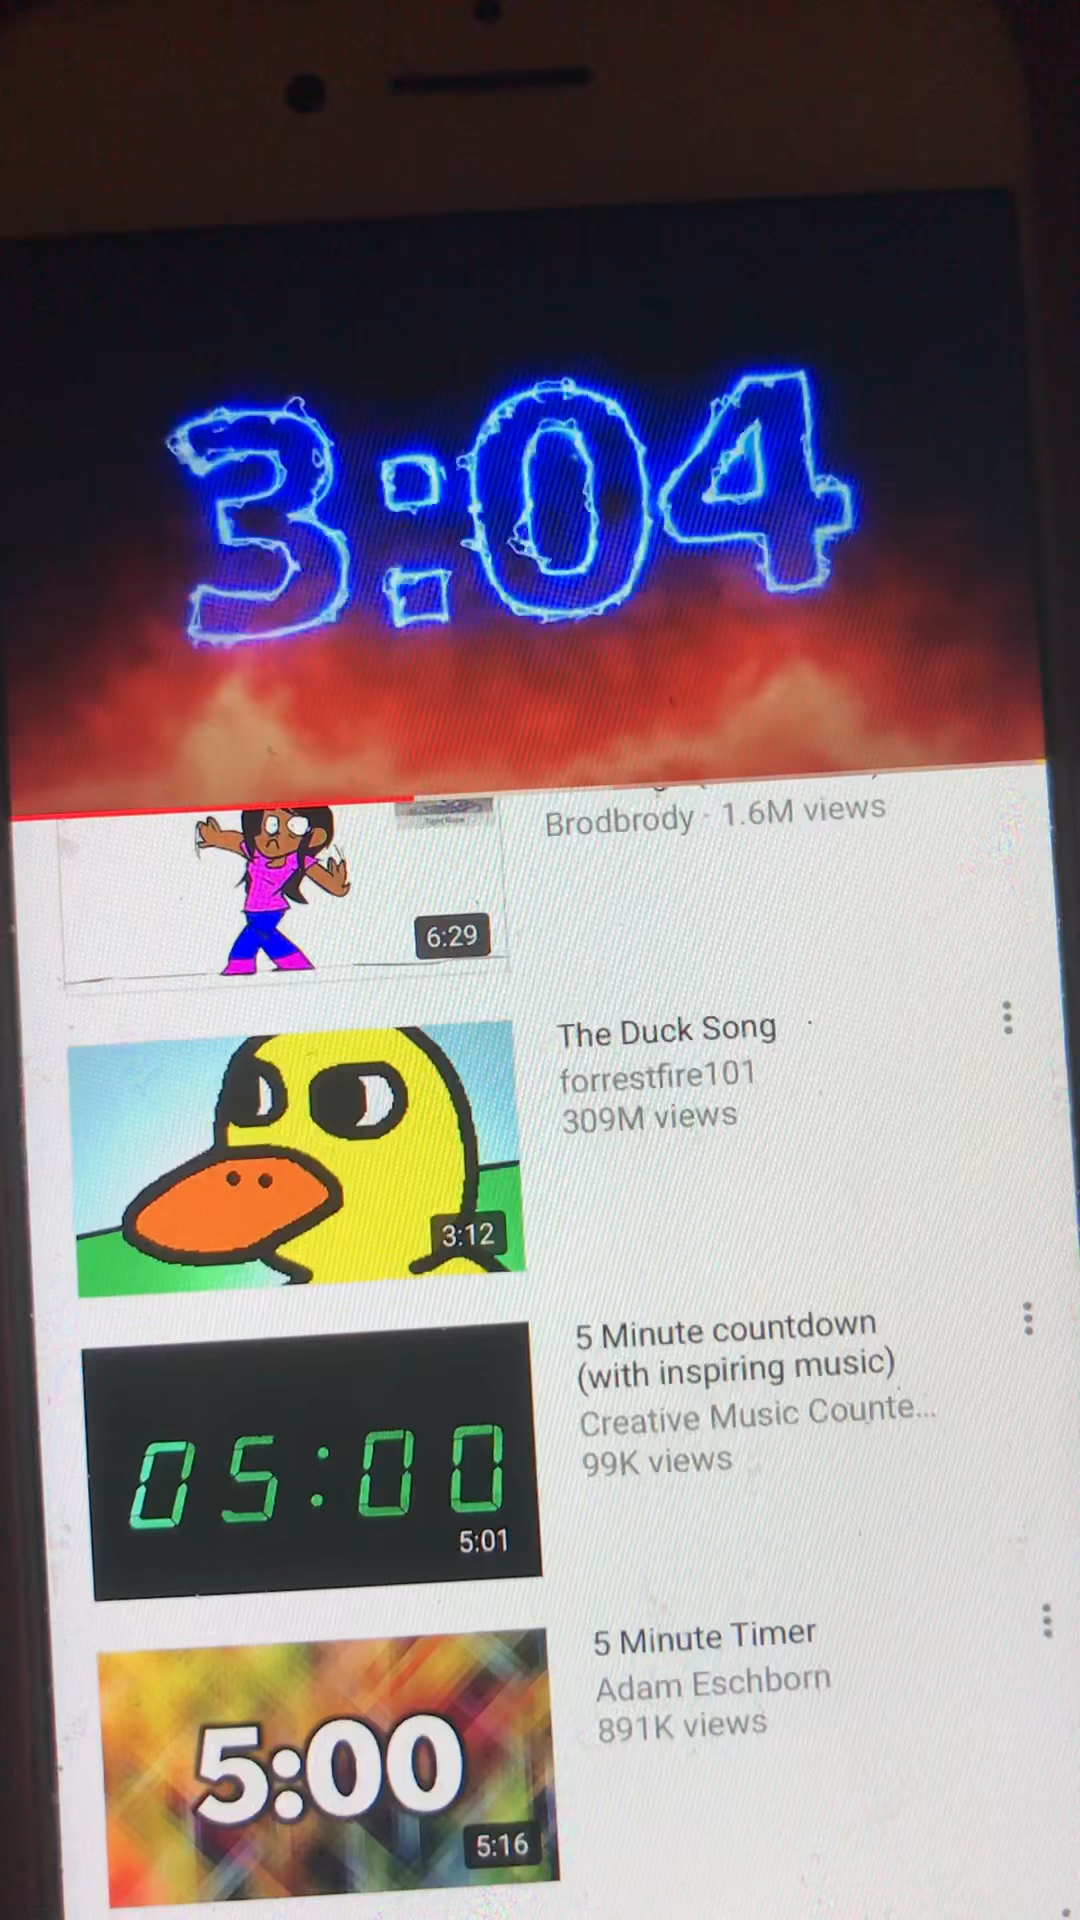 3:04
Brodbrody · 1.6M views
6:29
The Duck Song
forrestfire101
309M views
3:12
5 Minute countdown
(with inspiring music)
Creative Music Counte...
99K views
05:00
5:01
5 Minute Timer
Adam Eschborn
891K views
5:00
5:16